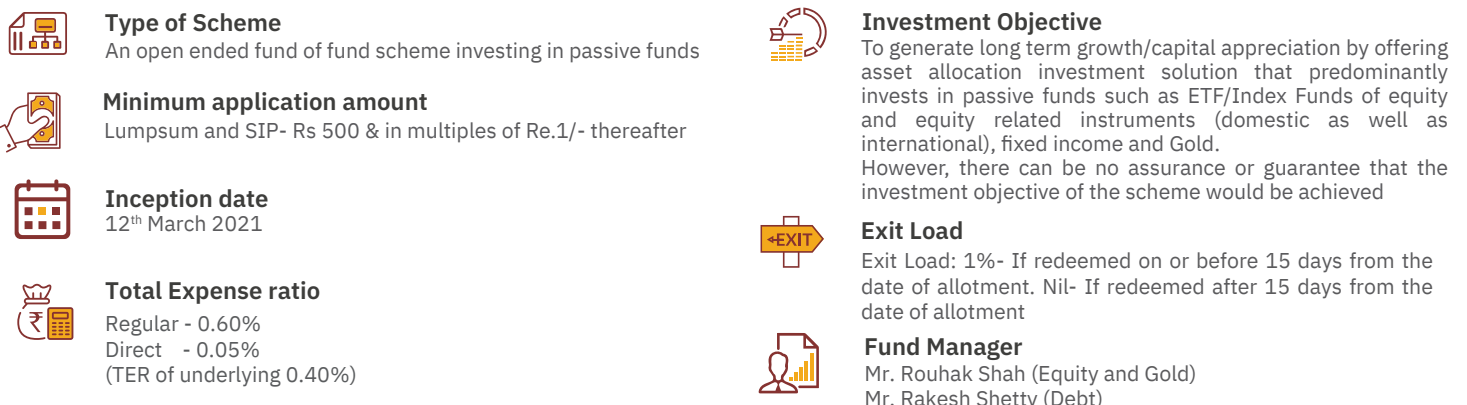 Type of Scheme
An open ended fund of fund scheme investing in passive funds
Minimum application amount
Lumpsum and SIP- Rs 500 & in multiples of Re.1/- thereafter
Inception date
12th March 2021
Total Expense ratio
Regular - 0.60%
Direct - 0.05%
(TER of underlying 0.40%)
Investment Objective
To generate long term growth/capital appreciation by offering
asset allocation investment solution that predominantly
invests in passive funds such as ETF/Index Funds of equity
and equity related instruments (domestic as well as
international), fixed income and Gold.
However, there can be no assurance or guarantee that the
investment objective of the scheme would be achieved
EXIT
Exit Load
Exit Load: 1%- If redeemed on or before 15 days from the
date of allotment. Nil- If redeemed after 15 days from the
date of allotment
Fund Manager
Mr. Rouhak Shah (Equity and Gold)
Mr. Rakesh Shetty (Debt)